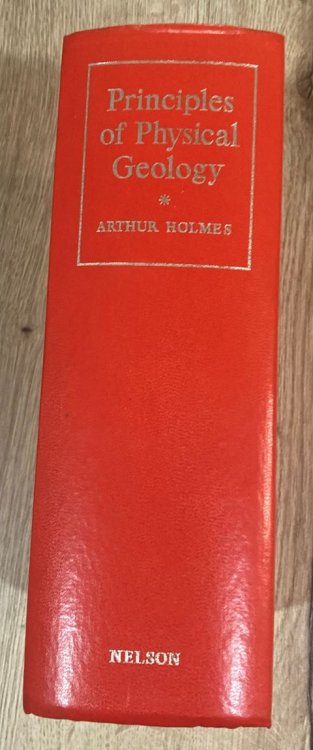 Principles
of Physical
Geology
*
ARTHUR HOLMES
NELSON